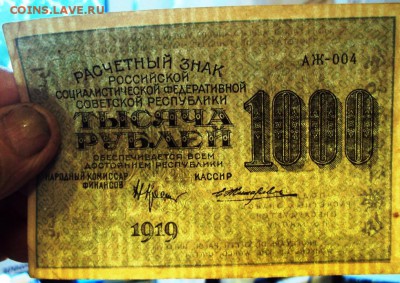 COINS.LAVE.RU
РАСЧЕТНЫЙ ЗНАК
АЖ-004
РОССИЙСКОЙ
СОЦИАЛИСТИЧЕСКОЙ ФЕДЕРАТИВНОЙ
СОВЕТСКОЙ РЕСПУБЛИКИ
ТЫСЯЧА
РУБЛЕЙ
1000
ОБЕСПЕЧИВАЕТСЯ ВСЕМ
ДОСТОЯНИЕМ РЕСПУБЛИКИ
НАРОДНЫЙ КОМИССАР
ФИНАНСОВ
КАССИР
1919